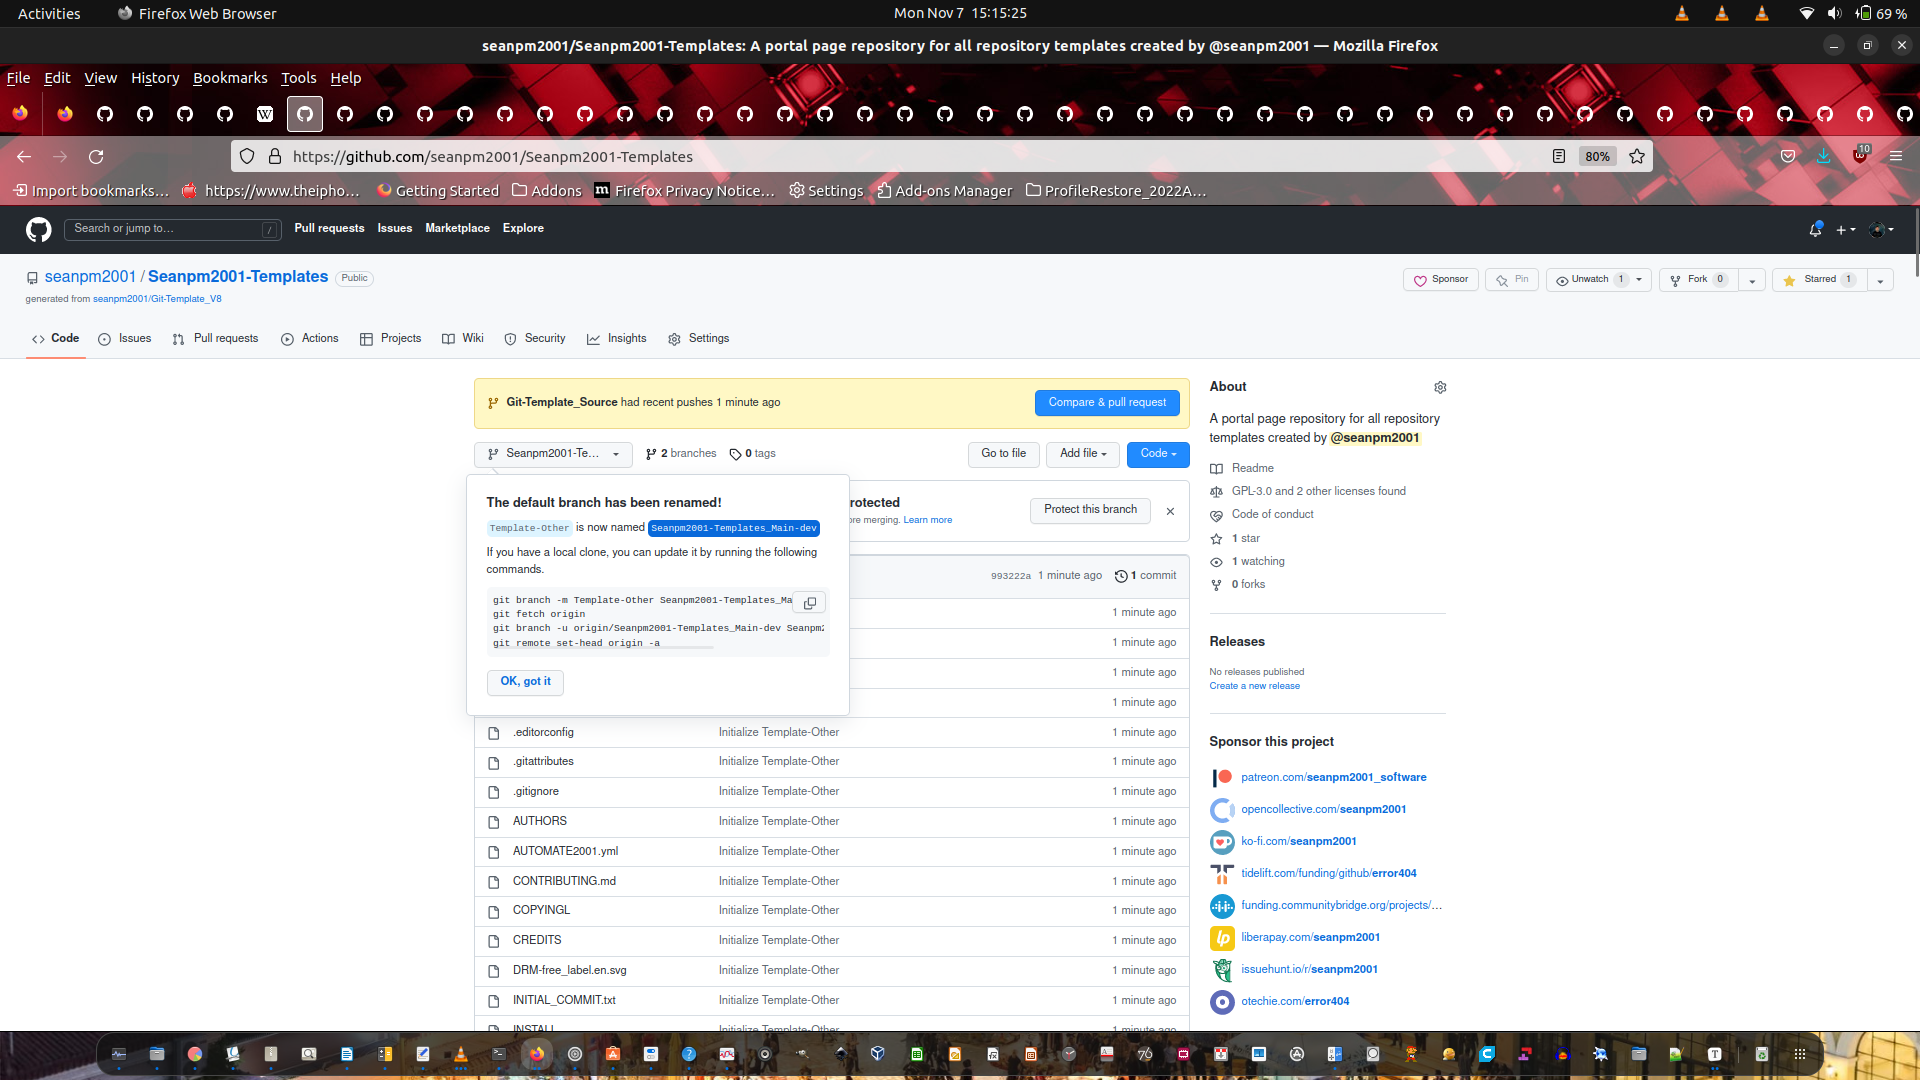 Activities
Firefox Web Browser
Mon Nov 7  15:15:25
69 %
seanpm2001/Seanpm2001-Templates: A portal page repository for all repository templates created by @seanpm2001 — Mozilla Firefox
File Edit View History Bookmarks Tools Help
https://github.com/seanpm2001/Seanpm2001-Templates
80%
10
Import bookmarks…
https://www.theipho…
Getting Started
Addons
Firefox Privacy Notice…
Settings
Add-ons Manager
ProfileRestore_2022A…
Search or jump to…
/
Pull requests
Issues
Marketplace
Explore
seanpm2001 / Seanpm2001-Templates
Public
generated from seanpm2001/Git-Template_V8
Sponsor
Pin
Unwatch 1
Fork 0
Starred 1
Code
Issues
Pull requests
Actions
Projects
Wiki
Security
Insights
Settings
Git-Template_Source had recent pushes 1 minute ago
Compare & pull request
Seanpm2001-Te…
2 branches
0 tags
Go to file
Add file
Code
The default branch has been renamed!
Template-Other is now named Seanpm2001-Templates_Main-dev
If you have a local clone, you can update it by running the following
commands.
git branch -m Template-Other Seanpm2001-Templates_Ma
git fetch origin
git branch -u origin/Seanpm2001-Templates_Main-dev Seanpm2
git remote set-head origin -a
OK, got it
rotected
ore merging. Learn more
Protect this branch
993222a 1 minute ago
1 commit
1 minute ago
1 minute ago
1 minute ago
1 minute ago
.editorconfig Initialize Template-Other 1 minute ago
.gitattributes Initialize Template-Other 1 minute ago
.gitignore Initialize Template-Other 1 minute ago
AUTHORS Initialize Template-Other 1 minute ago
AUTOMATE2001.yml Initialize Template-Other 1 minute ago
CONTRIBUTING.md Initialize Template-Other 1 minute ago
COPYINGL Initialize Template-Other 1 minute ago
CREDITS Initialize Template-Other 1 minute ago
DRM-free_label.en.svg Initialize Template-Other 1 minute ago
INITIAL_COMMIT.txt Initialize Template-Other 1 minute ago
INSTALL Initialize Template-Other 1 minute ago
About
A portal page repository for all repository
templates created by @seanpm2001
Readme
GPL-3.0 and 2 other licenses found
Code of conduct
1 star
1 watching
0 forks
Releases
No releases published
Create a new release
Sponsor this project
patreon.com/seanpm2001_software
opencollective.com/seanpm2001
ko-fi.com/seanpm2001
tidelift.com/funding/github/error404
funding.communitybridge.org/projects/…
liberapay.com/seanpm2001
issuehunt.io/r/seanpm2001
otechie.com/error404